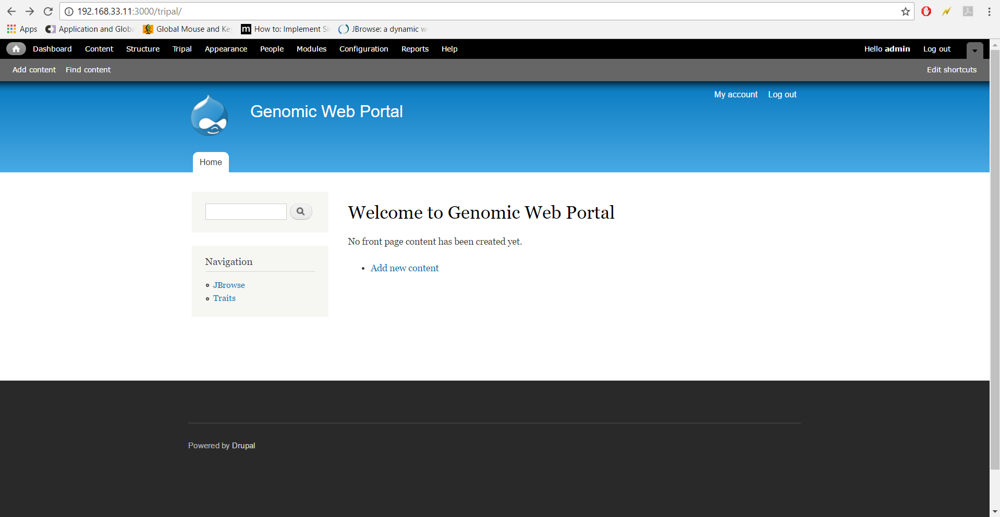 192.168.33.11:3000/tripal/
Apps Application and Globa Global Mouse and Key How to: Implement Si JBrowse: a dynamic w
Dashboard Content Structure Tripal Appearance People Modules Configuration Reports Help Hello admin Log out
Add content Find content Edit shortcuts
My account Log out
Genomic Web Portal
Home
Welcome to Genomic Web Portal
No front page content has been created yet.
Add new content
Navigation
JBrowse
Traits
Powered by Drupal